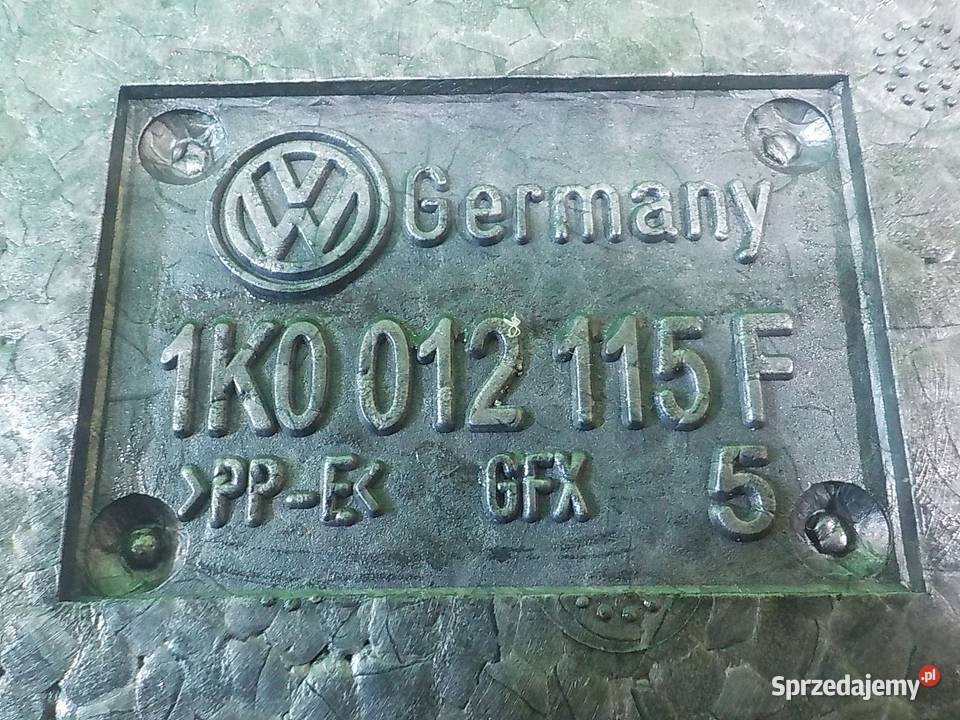 VW Germany
1K0 012 115 F
>PP-E< GFX 5
Sprzedajemy.pl